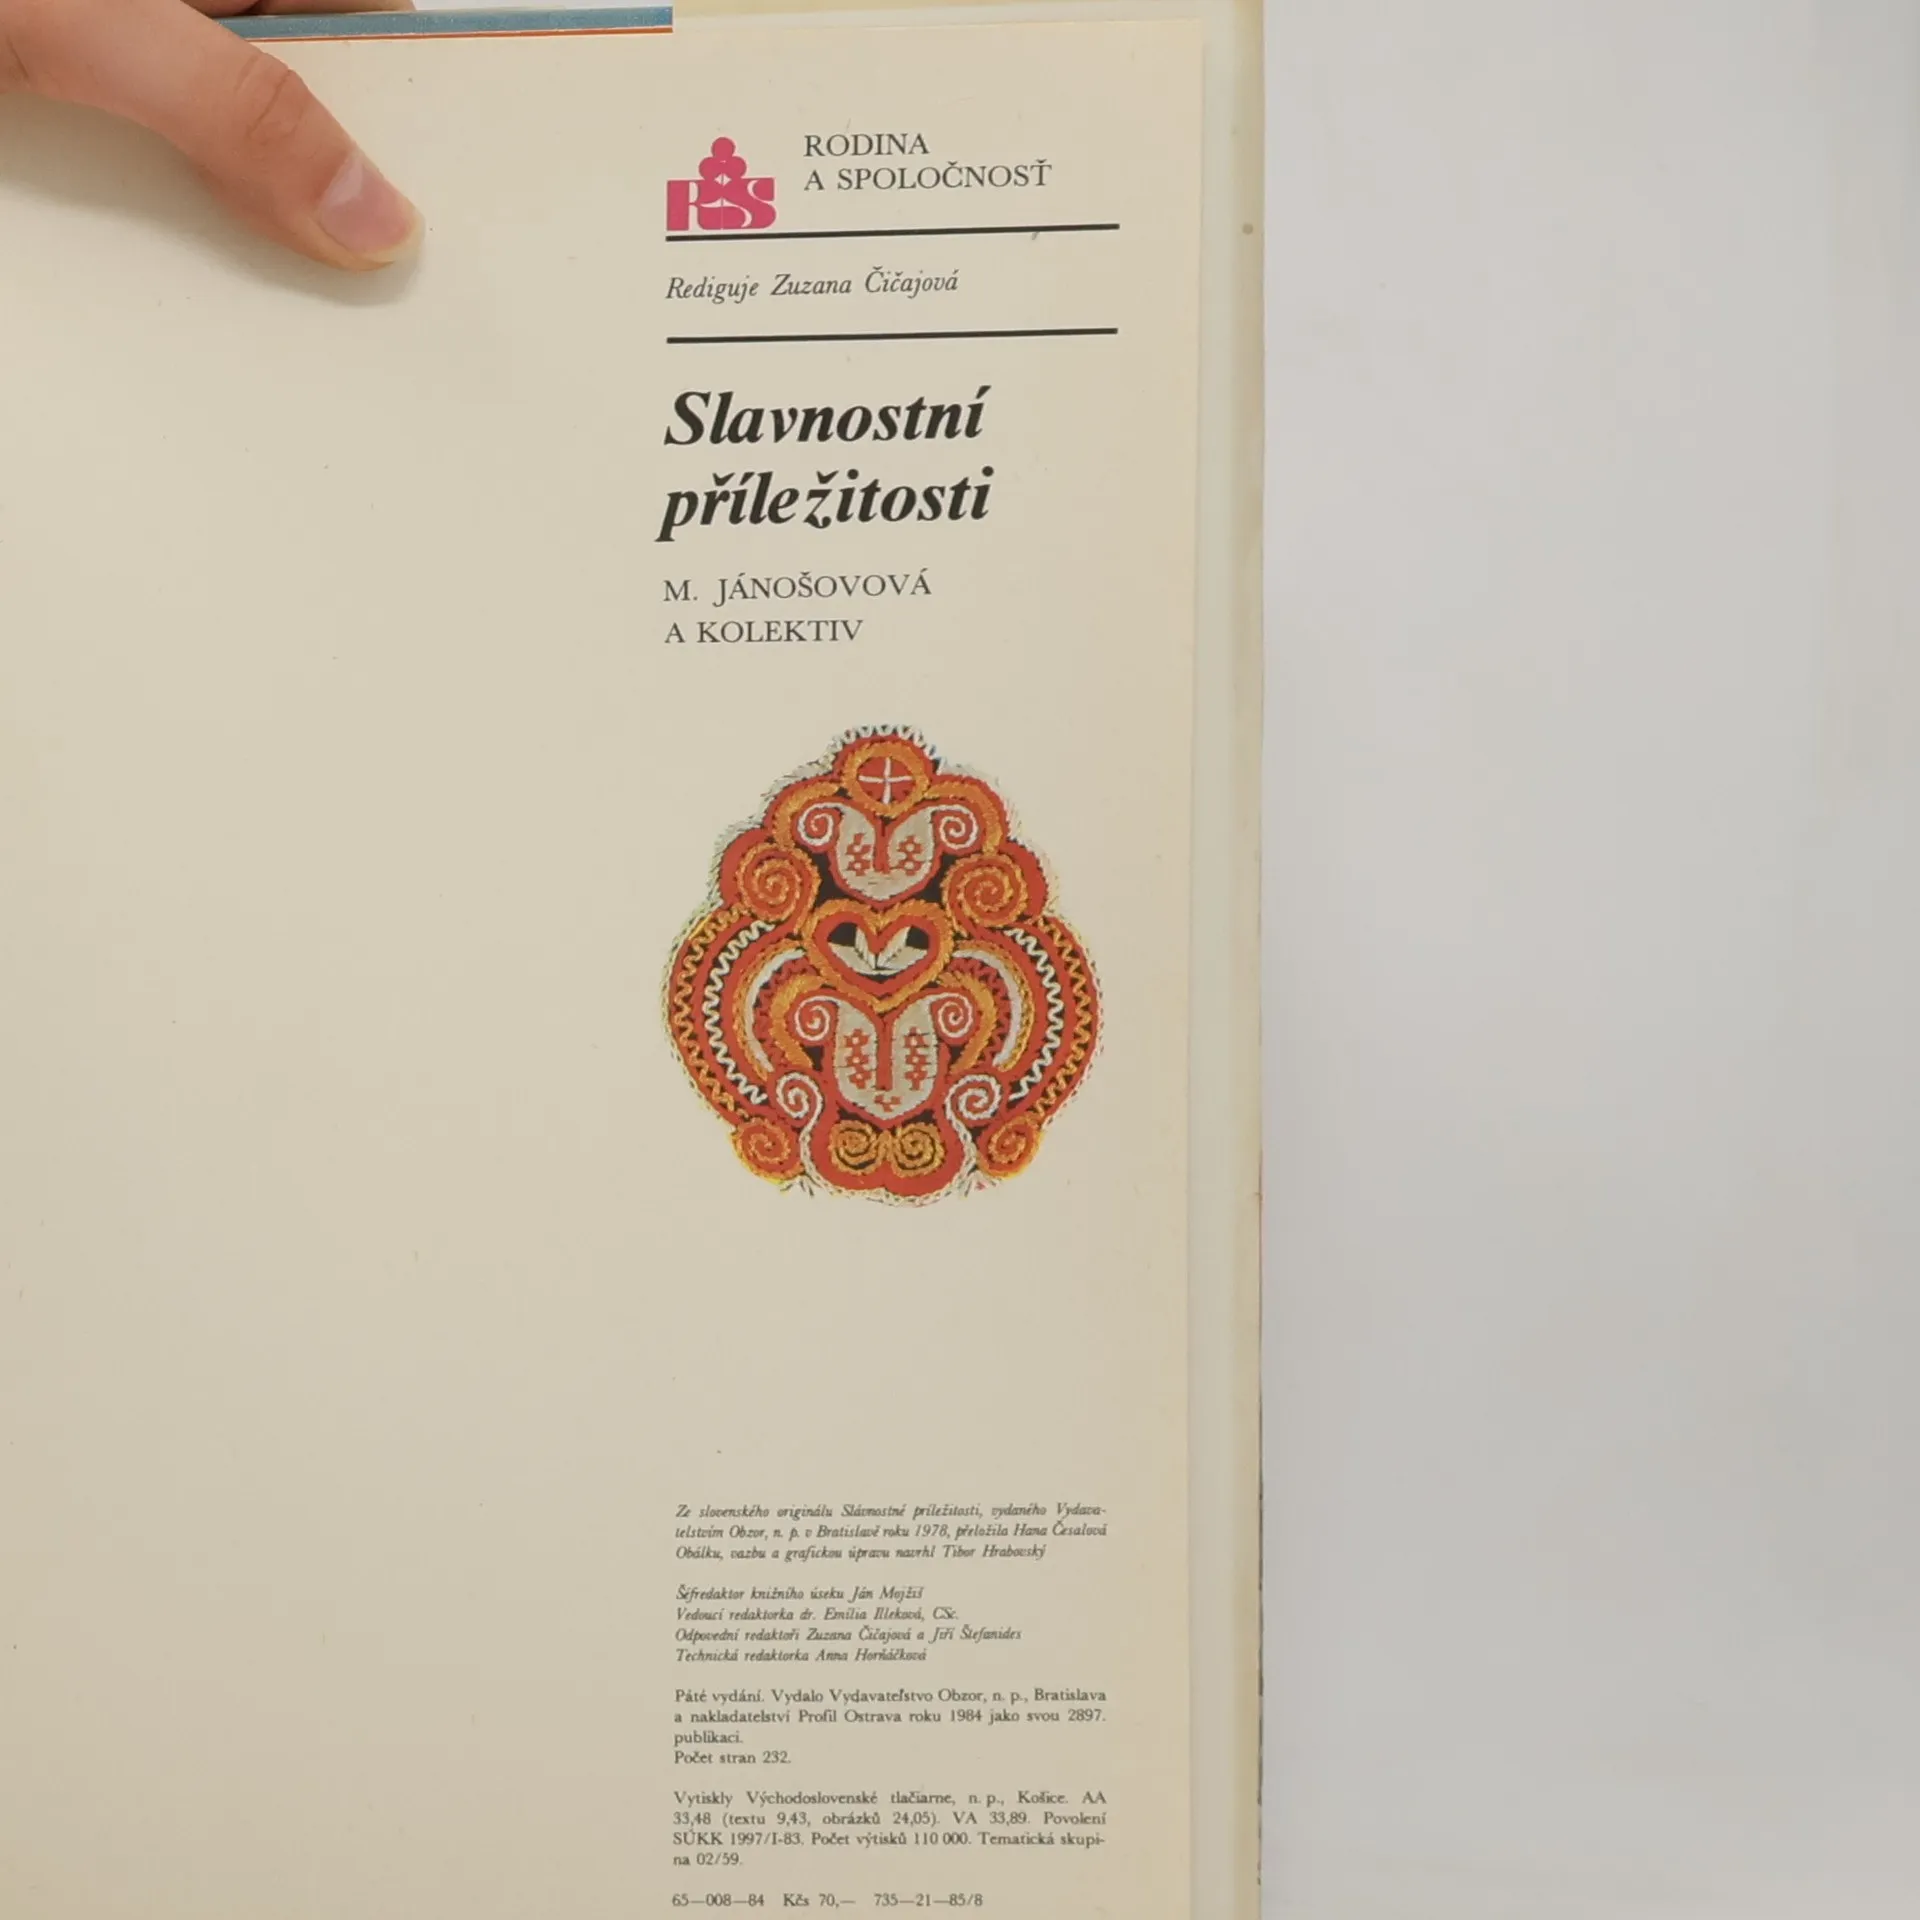 RS
RODINA
A SPOLOČNOSŤ
Rediguje Zuzana Čičajová
Slavnostní
příležitosti
M. JÁNOŠOVOVÁ
A KOLEKTIV
Ze slovenského originálu Slávnostné príležitosti, vydaného Vydava-
telstvím Obzor, n. p. v Bratislavě roku 1978, přeložila Hana Česalová
Obálku, vazbu a grafickou úpravu navrhl Tibor Hrabovský
Šéfredaktor knižního úseku Ján Mojžiš
Vedoucí redaktorka dr. Emília Illeková, CSc.
Odpovední redaktoři Zuzana Čičajová a Jiří Štefanides
Technická redaktorka Anna Horňáčková
Páté vydání. Vydalo Vydavateľstvo Obzor, n. p., Bratislava
a nakladatelství Profil Ostrava roku 1984 jako svou 2897.
publikaci.
Počet stran 232.
Vytiskly Východoslovenské tlačiarne, n. p., Košice. AA
33,48 (textu 9,43, obrázků 24,05). VA 33,89. Povolení
SÚKK 1997/I-83. Počet výtisků 110 000. Tematická skupi-
na 02/59.
65—008—84 Kčs 70,— 735—21—85/8